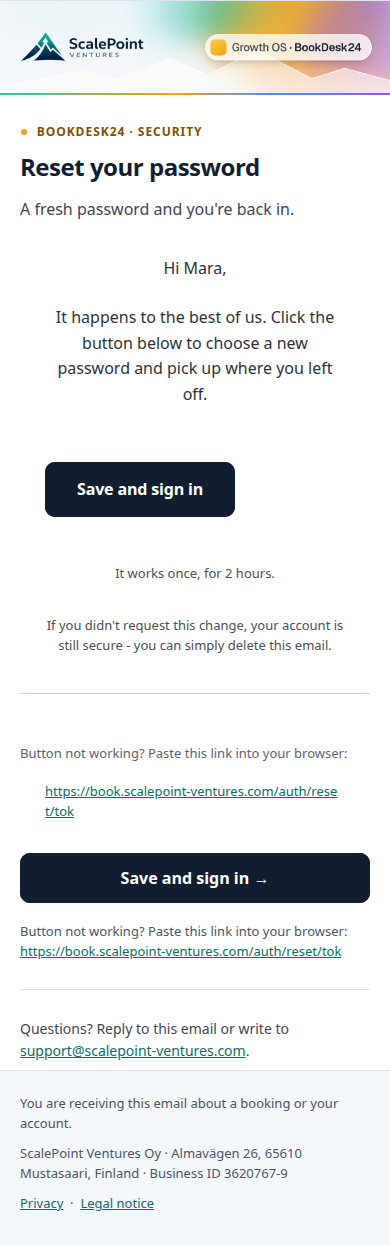 ScalePoint
VENTURES
Growth OS · BookDesk24
BOOKDESK24 · SECURITY
Reset your password
A fresh password and you're back in.
Hi Mara,
It happens to the best of us. Click the
button below to choose a new
password and pick up where you left
off.
Save and sign in
It works once, for 2 hours.
If you didn't request this change, your account is
still secure - you can simply delete this email.
Button not working? Paste this link into your browser:
https://book.scalepoint-ventures.com/auth/rese
t/tok
Save and sign in →
Button not working? Paste this link into your browser:
https://book.scalepoint-ventures.com/auth/reset/tok
Questions? Reply to this email or write to
support@scalepoint-ventures.com.
You are receiving this email about a booking or your
account.
ScalePoint Ventures Oy · Almavägen 26, 65610
Mustasaari, Finland · Business ID 3620767-9
Privacy · Legal notice